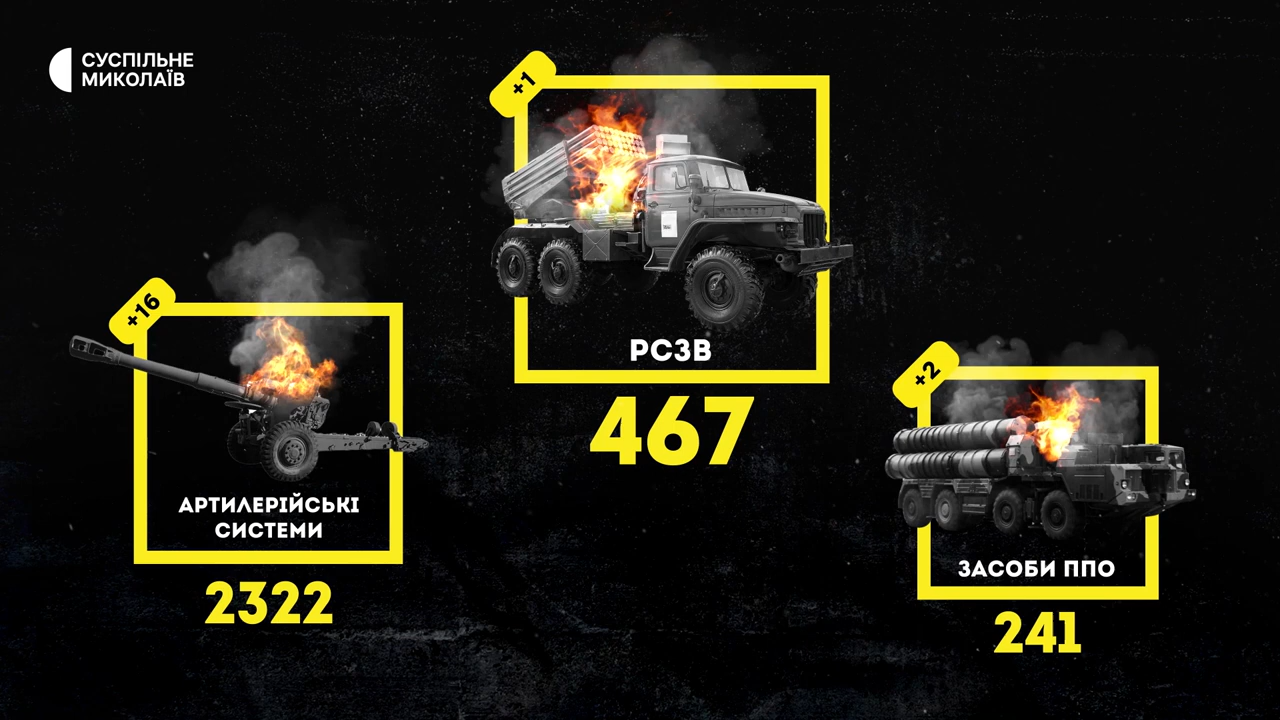 СУСПІЛЬНЕ
МИКОЛАЇВ
+16
АРТИЛЕРІЙСЬКІ
СИСТЕМИ
2322
+1
РСЗВ
467
+2
ЗАСОБИ ППО
241